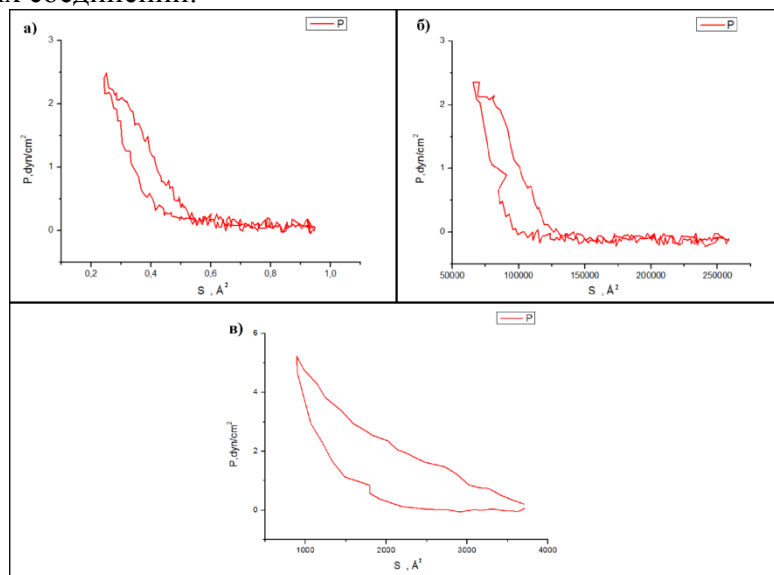 х соединений.
а)
P
P,dyn/cm²
3
2
1
0
0,2 0,4 0,6 0,8 1,0
S , Å²
б)
P
P,dyn/cm²
3
2
1
0
50000 100000 150000 200000 250000
S , Å²
в)
P
P,dyn/cm²
6
4
2
0
1000 2000 3000 4000
S , Å²